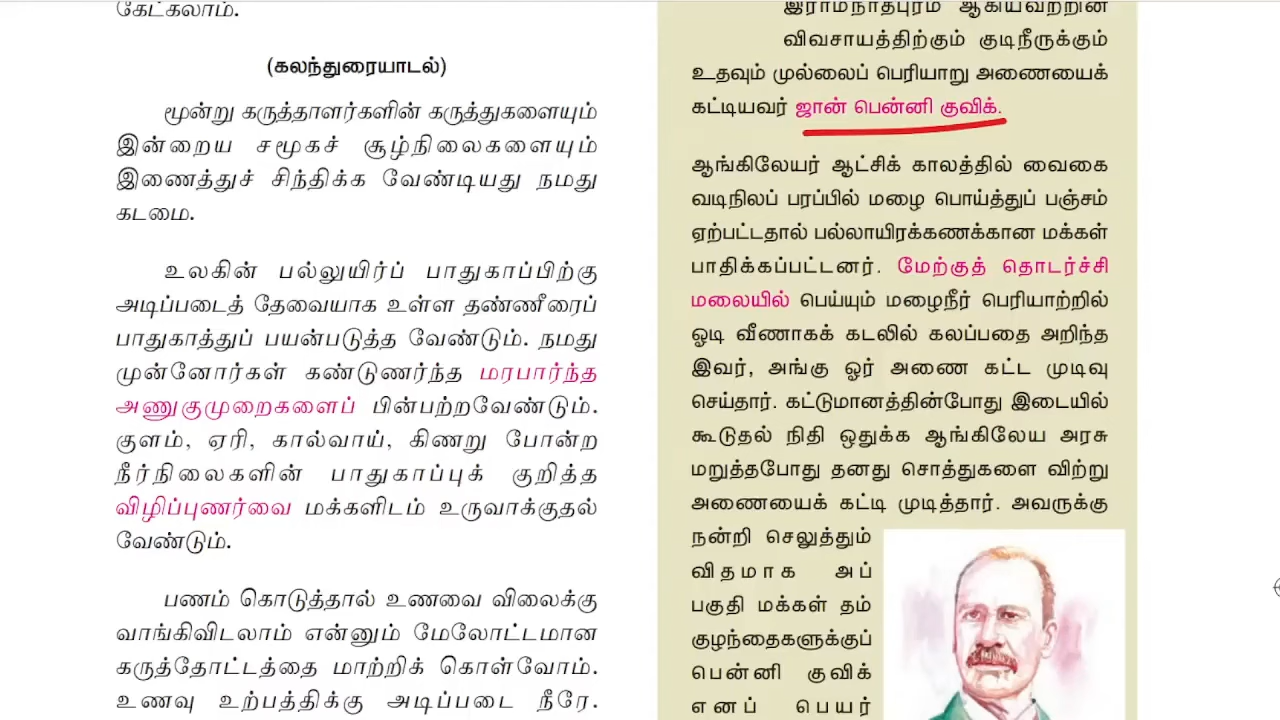 கேட்கலாம்.
(கலந்துரையாடல்)
மூன்று கருத்தாளர்களின் கருத்துகளையும்
இன்றைய சமூகச் சூழ்நிலைகளையும்
இணைத்துச் சிந்திக்க வேண்டியது நமது
கடமை.
உலகின் பல்லுயிர்ப் பாதுகாப்பிற்கு
அடிப்படைத் தேவையாக உள்ள தண்ணீரைப்
பாதுகாத்துப் பயன்படுத்த வேண்டும். நமது
முன்னோர்கள் கண்டுணர்ந்த மரபார்ந்த
அணுகுமுறைகளைப் பின்பற்றவேண்டும்.
குளம், ஏரி, கால்வாய், கிணறு போன்ற
நீர்நிலைகளின் பாதுகாப்புக் குறித்த
விழிப்புணர்வை மக்களிடம் உருவாக்குதல்
வேண்டும்.
பணம் கொடுத்தால் உணவை விலைக்கு
வாங்கிவிடலாம் என்னும் மேலோட்டமான
கருத்தோட்டத்தை மாற்றிக் கொள்வோம்.
உணவு உற்பத்திக்கு அடிப்படை நீரே.
இராமநாதபுரம் ஆகியவற்றின்
விவசாயத்திற்கும் குடிநீருக்கும்
உதவும் முல்லைப் பெரியாறு அணையைக்
கட்டியவர் ஜான் பென்னி குவிக்.
ஆங்கிலேயர் ஆட்சிக் காலத்தில் வைகை
வடிநிலப் பரப்பில் மழை பொய்த்துப் பஞ்சம்
ஏற்பட்டதால் பல்லாயிரக்கணக்கான மக்கள்
பாதிக்கப்பட்டனர். மேற்குத் தொடர்ச்சி
மலையில் பெய்யும் மழைநீர் பெரியாற்றில்
ஓடி வீணாகக் கடலில் கலப்பதை அறிந்த
இவர், அங்கு ஓர் அணை கட்ட முடிவு
செய்தார். கட்டுமானத்தின்போது இடையில்
கூடுதல் நிதி ஒதுக்க ஆங்கிலேய அரசு
மறுத்தபோது தனது சொத்துகளை விற்று
அணையைக் கட்டி முடித்தார். அவருக்கு
நன்றி செலுத்தும்
விதமாக அப்
பகுதி மக்கள் தம்
குழந்தைகளுக்குப்
பென்னி குவிக்
எனப் பெயர்